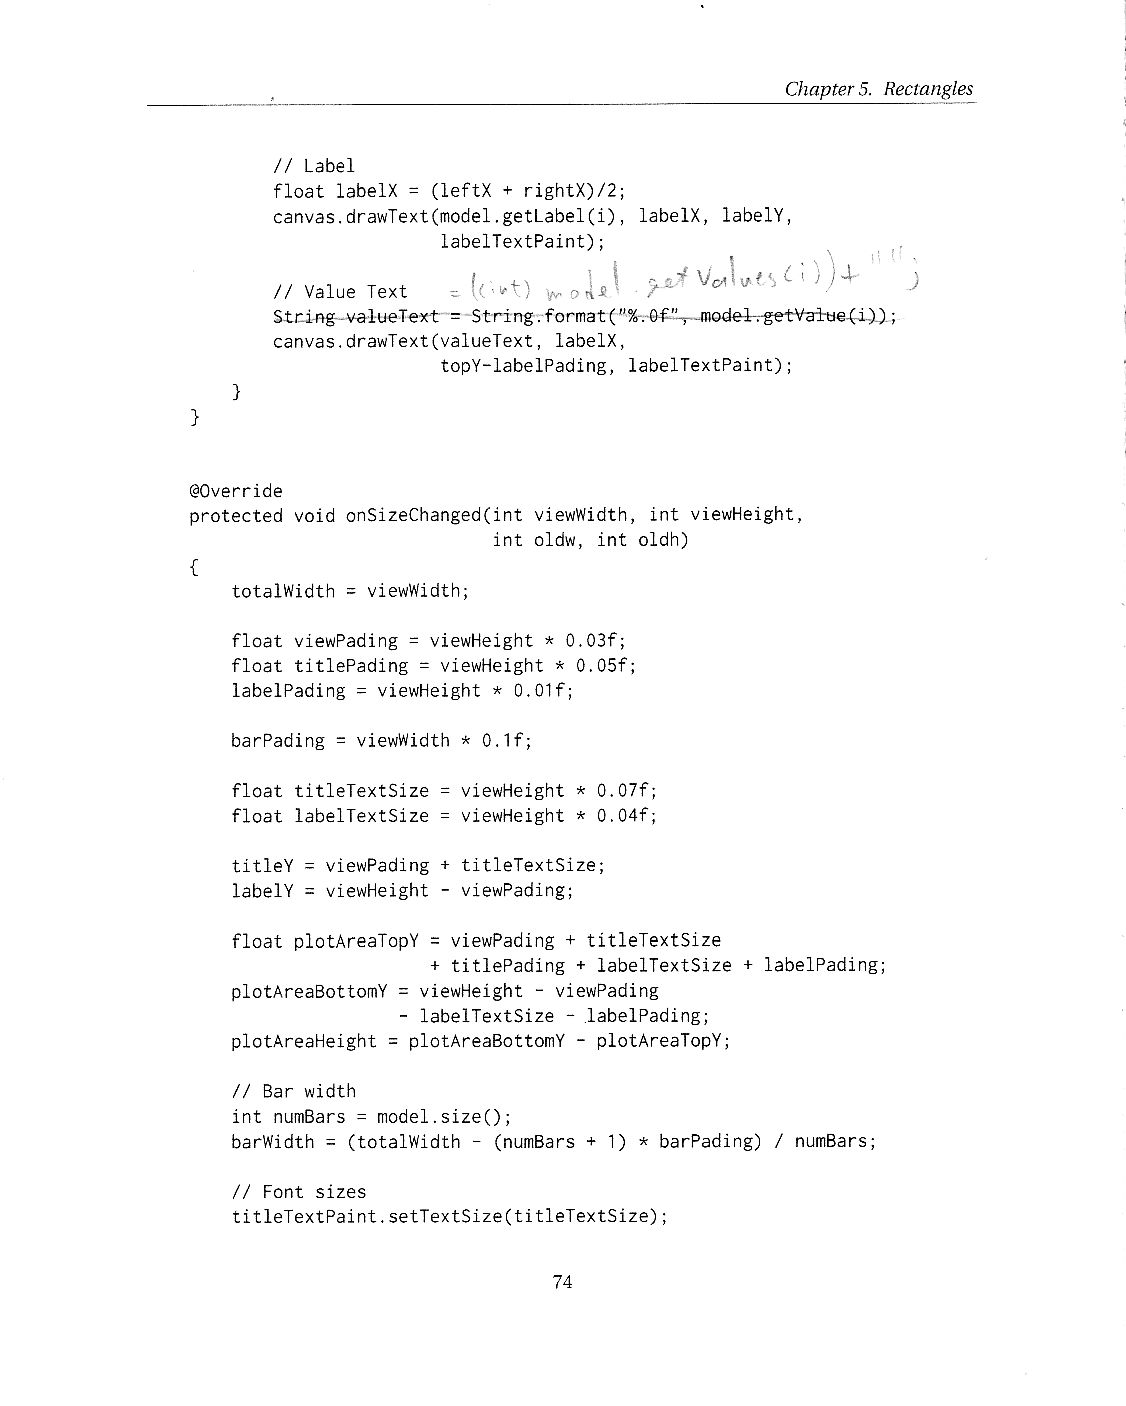 Chapter 5. Rectangles
// Label
float labelX = (leftX + rightX)/2;
canvas.drawText(model.getLabel(i), labelX, labelY,
labelTextPaint);
= ((int) model.getValues(i))+ "";
// Value Text
String valueText = String.format("%.0f", model.getValue(i));
canvas.drawText(valueText, labelX,
topY-labelPading, labelTextPaint);
}
}
@Override
protected void onSizeChanged(int viewWidth, int viewHeight,
int oldw, int oldh)
{
totalWidth = viewWidth;
float viewPading = viewHeight * 0.03f;
float titlePading = viewHeight * 0.05f;
labelPading = viewHeight * 0.01f;
barPading = viewWidth * 0.1f;
float titleTextSize = viewHeight * 0.07f;
float labelTextSize = viewHeight * 0.04f;
titleY = viewPading + titleTextSize;
labelY = viewHeight - viewPading;
float plotAreaTopY = viewPading + titleTextSize
+ titlePading + labelTextSize + labelPading;
plotAreaBottomY = viewHeight - viewPading
- labelTextSize - labelPading;
plotAreaHeight = plotAreaBottomY - plotAreaTopY;
// Bar width
int numBars = model.size();
barWidth = (totalWidth - (numBars + 1) * barPading) / numBars;
// Font sizes
titleTextPaint.setTextSize(titleTextSize);
74